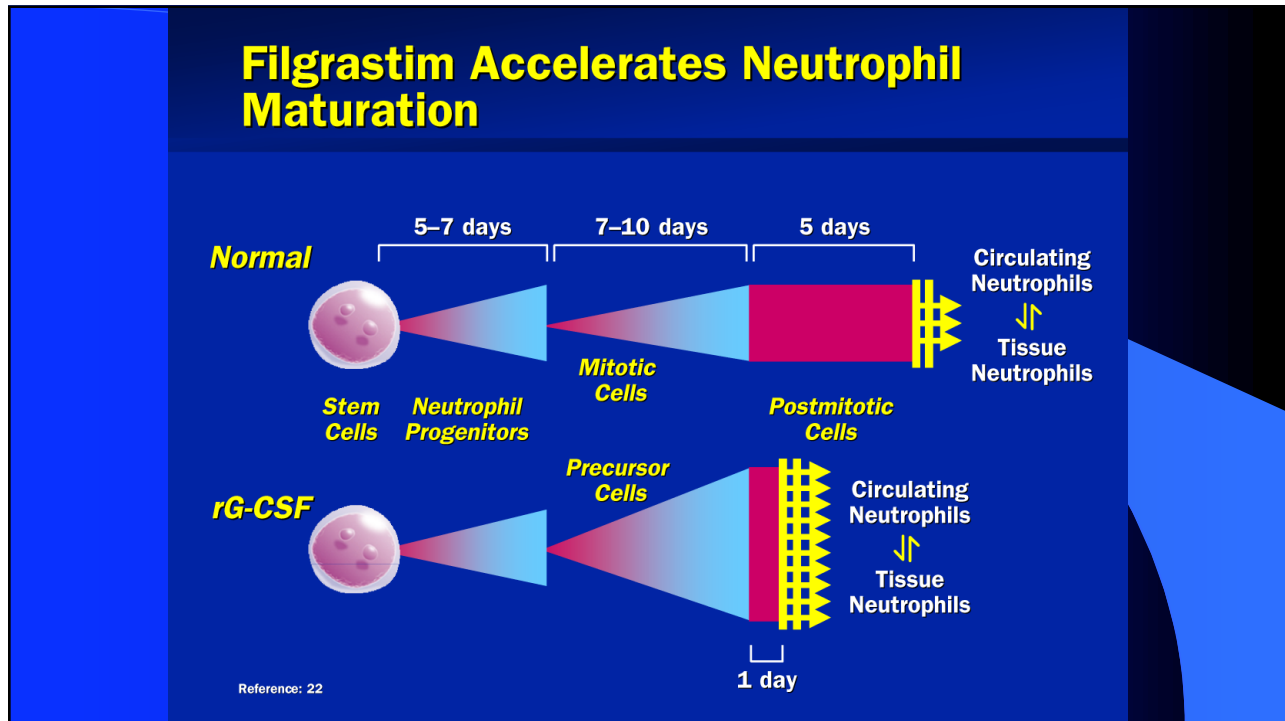 Filgrastim Accelerates Neutrophil
Maturation
5–7 days
7–10 days
5 days
Normal
Circulating
Neutrophils
Tissue
Neutrophils
Mitotic
Cells
Stem
Cells
Neutrophil
Progenitors
Postmitotic
Cells
Precursor
Cells
rG-CSF
Circulating
Neutrophils
Tissue
Neutrophils
1 day
Reference: 22